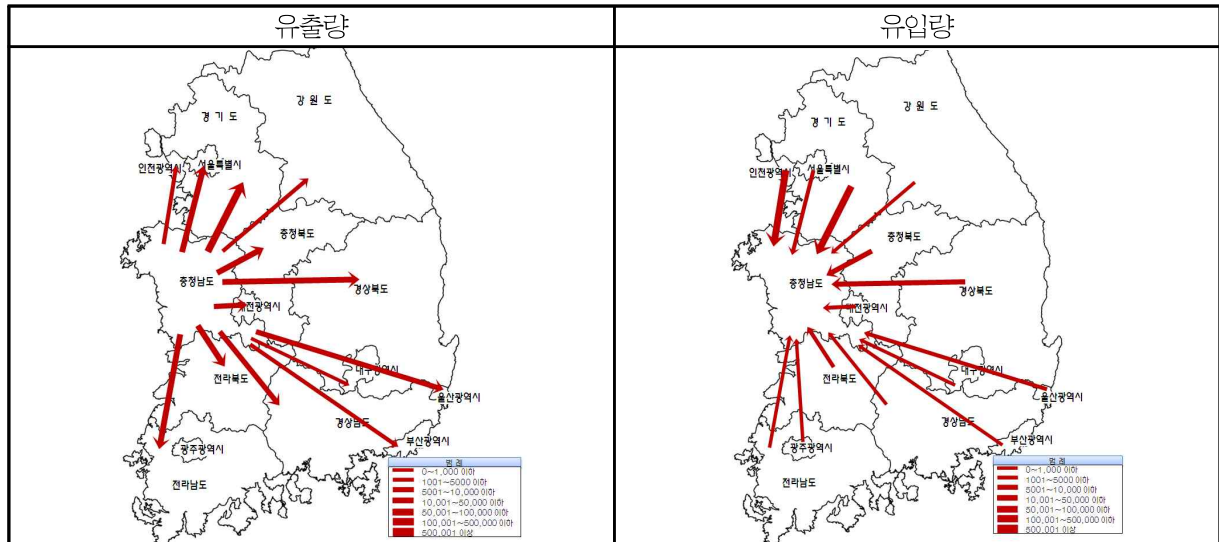 유출량
유입량
강 원 도
경 기 도
인천광역시
서울특별시
충청북도
충청남도
경상북도
대전광역시
전라북도
대구광역시
울산광역시
경상남도
부산광역시
광주광역시
전라남도
범 례
0~1,000 이하
1001~5000 이하
5001~10,000 이하
10,001~50,000 이하
50,001~100,000 이하
100,001~500,000 이하
500,001 이상
강 원 도
경 기 도
인천광역시
서울특별시
충청북도
충청남도
경상북도
대전광역시
전라북도
대구광역시
울산광역시
경상남도
부산광역시
광주광역시
전라남도
범 례
0~1,000 이하
1001~5000 이하
5001~10,000 이하
10,001~50,000 이하
50,001~100,000 이하
100,001~500,000 이하
500,001 이상